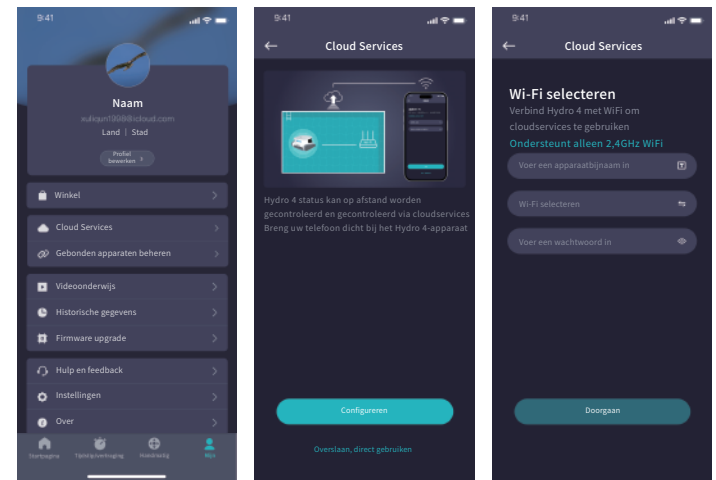 9:41
Naam
Land | Stad
Profiel
bewerken
Winkel
Cloud Services
Gebonden apparaten beheren
Videoonderwijs
Historische gegevens
Firmware upgrade
Hulp en feedback
Instellingen
Over
Startpagina
Handmatig
Mijn
9:41
Cloud Services
Hydro 4 status kan op afstand worden
gecontroleerd en gecontroleerd via cloudservices
Breng uw telefoon dicht bij het Hydro 4-apparaat
Configureren
Overslaan, direct gebruiken
9:41
Cloud Services
Wi-Fi selecteren
Verbind Hydro 4 met WiFi om
cloudservices te gebruiken
Ondersteunt alleen 2,4GHz WiFi
Voer een apparaatbijnaam in
Wi-Fi selecteren
Voer een wachtwoord in
Doorgaan